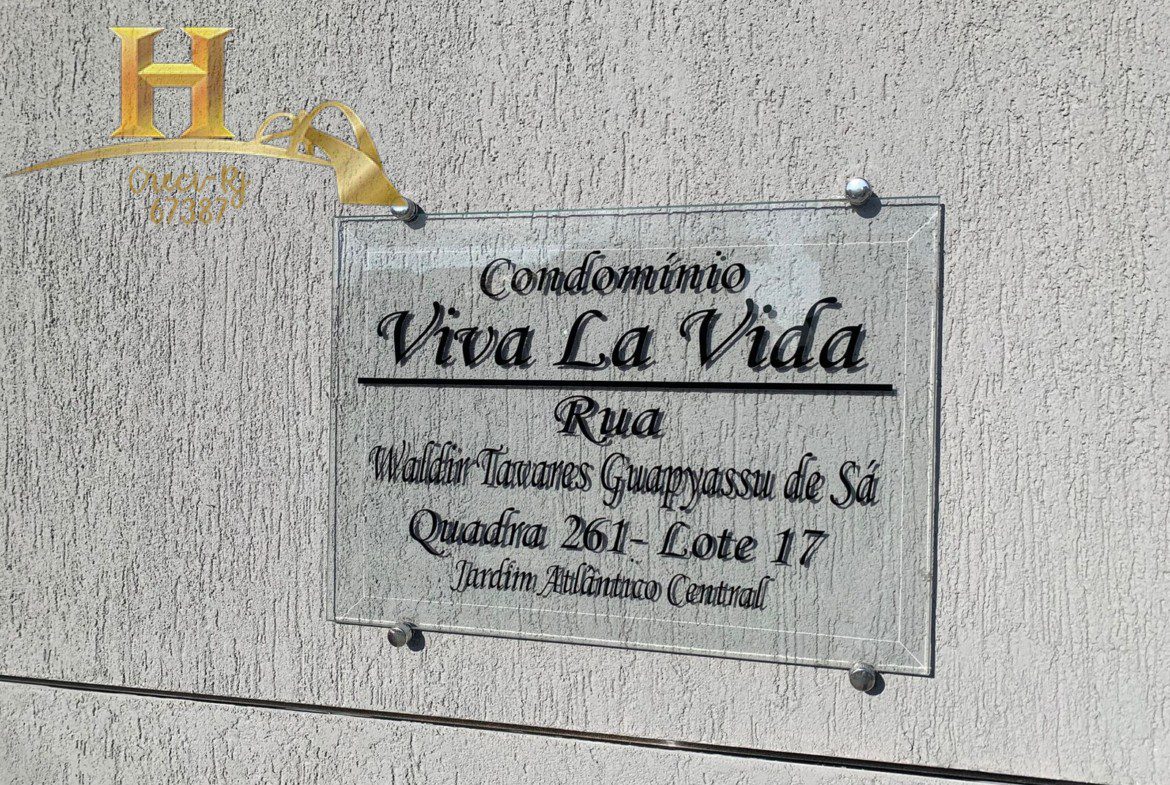 H
Creci-Rj
67387
Condomínio
Viva La Vida
Rua
Waldir Tavares Guapyassu de Sá
Quadra 261- Lote 17
Jardim Atlântico Central